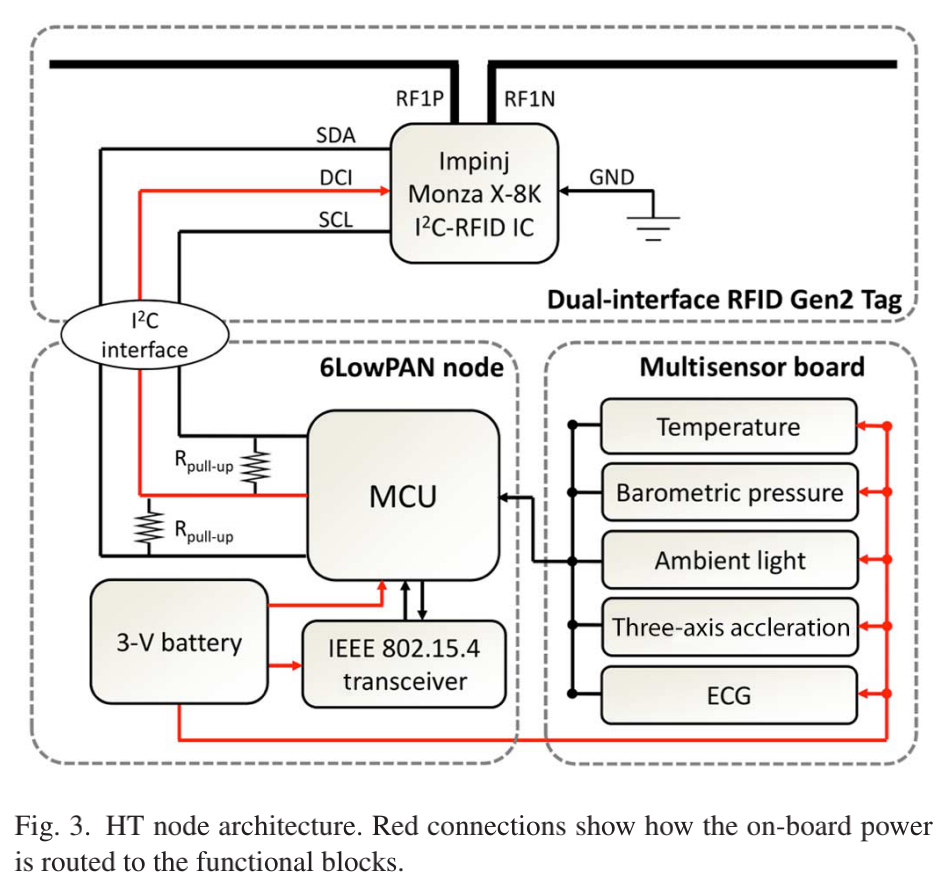 RF1P
RF1N
SDA
DCI
SCL
Impinj
Monza X-8K
I²C-RFID IC
GND
Dual-interface RFID Gen2 Tag
I²C
interface
6LowPAN node
Multisensor board
Rpull-up
MCU
Rpull-up
3-V battery
IEEE 802.15.4
transceiver
Temperature
Barometric pressure
Ambient light
Three-axis accleration
ECG
Fig. 3. HT node architecture. Red connections show how the on-board power
is routed to the functional blocks.